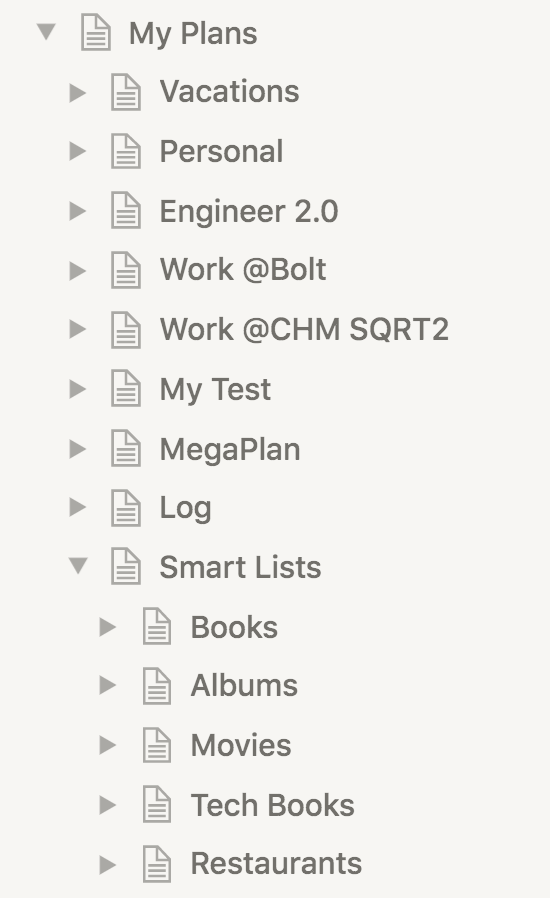 My Plans
Vacations
Personal
Engineer 2.0
Work @Bolt
Work @CHM SQRT2
My Test
MegaPlan
Log
Smart Lists
Books
Albums
Movies
Tech Books
Restaurants